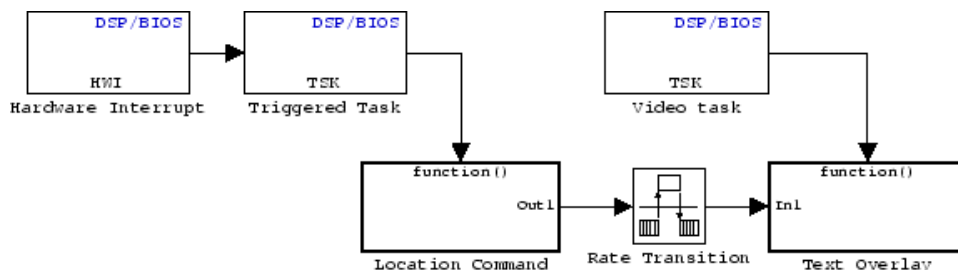 DSP/BIOS
HWI
Hardware Interrupt
DSP/BIOS
TSK
Triggered Task
DSP/BIOS
TSK
Video task
function()
Out1
Location Command
Rate Transition
function()
In1
Text Overlay